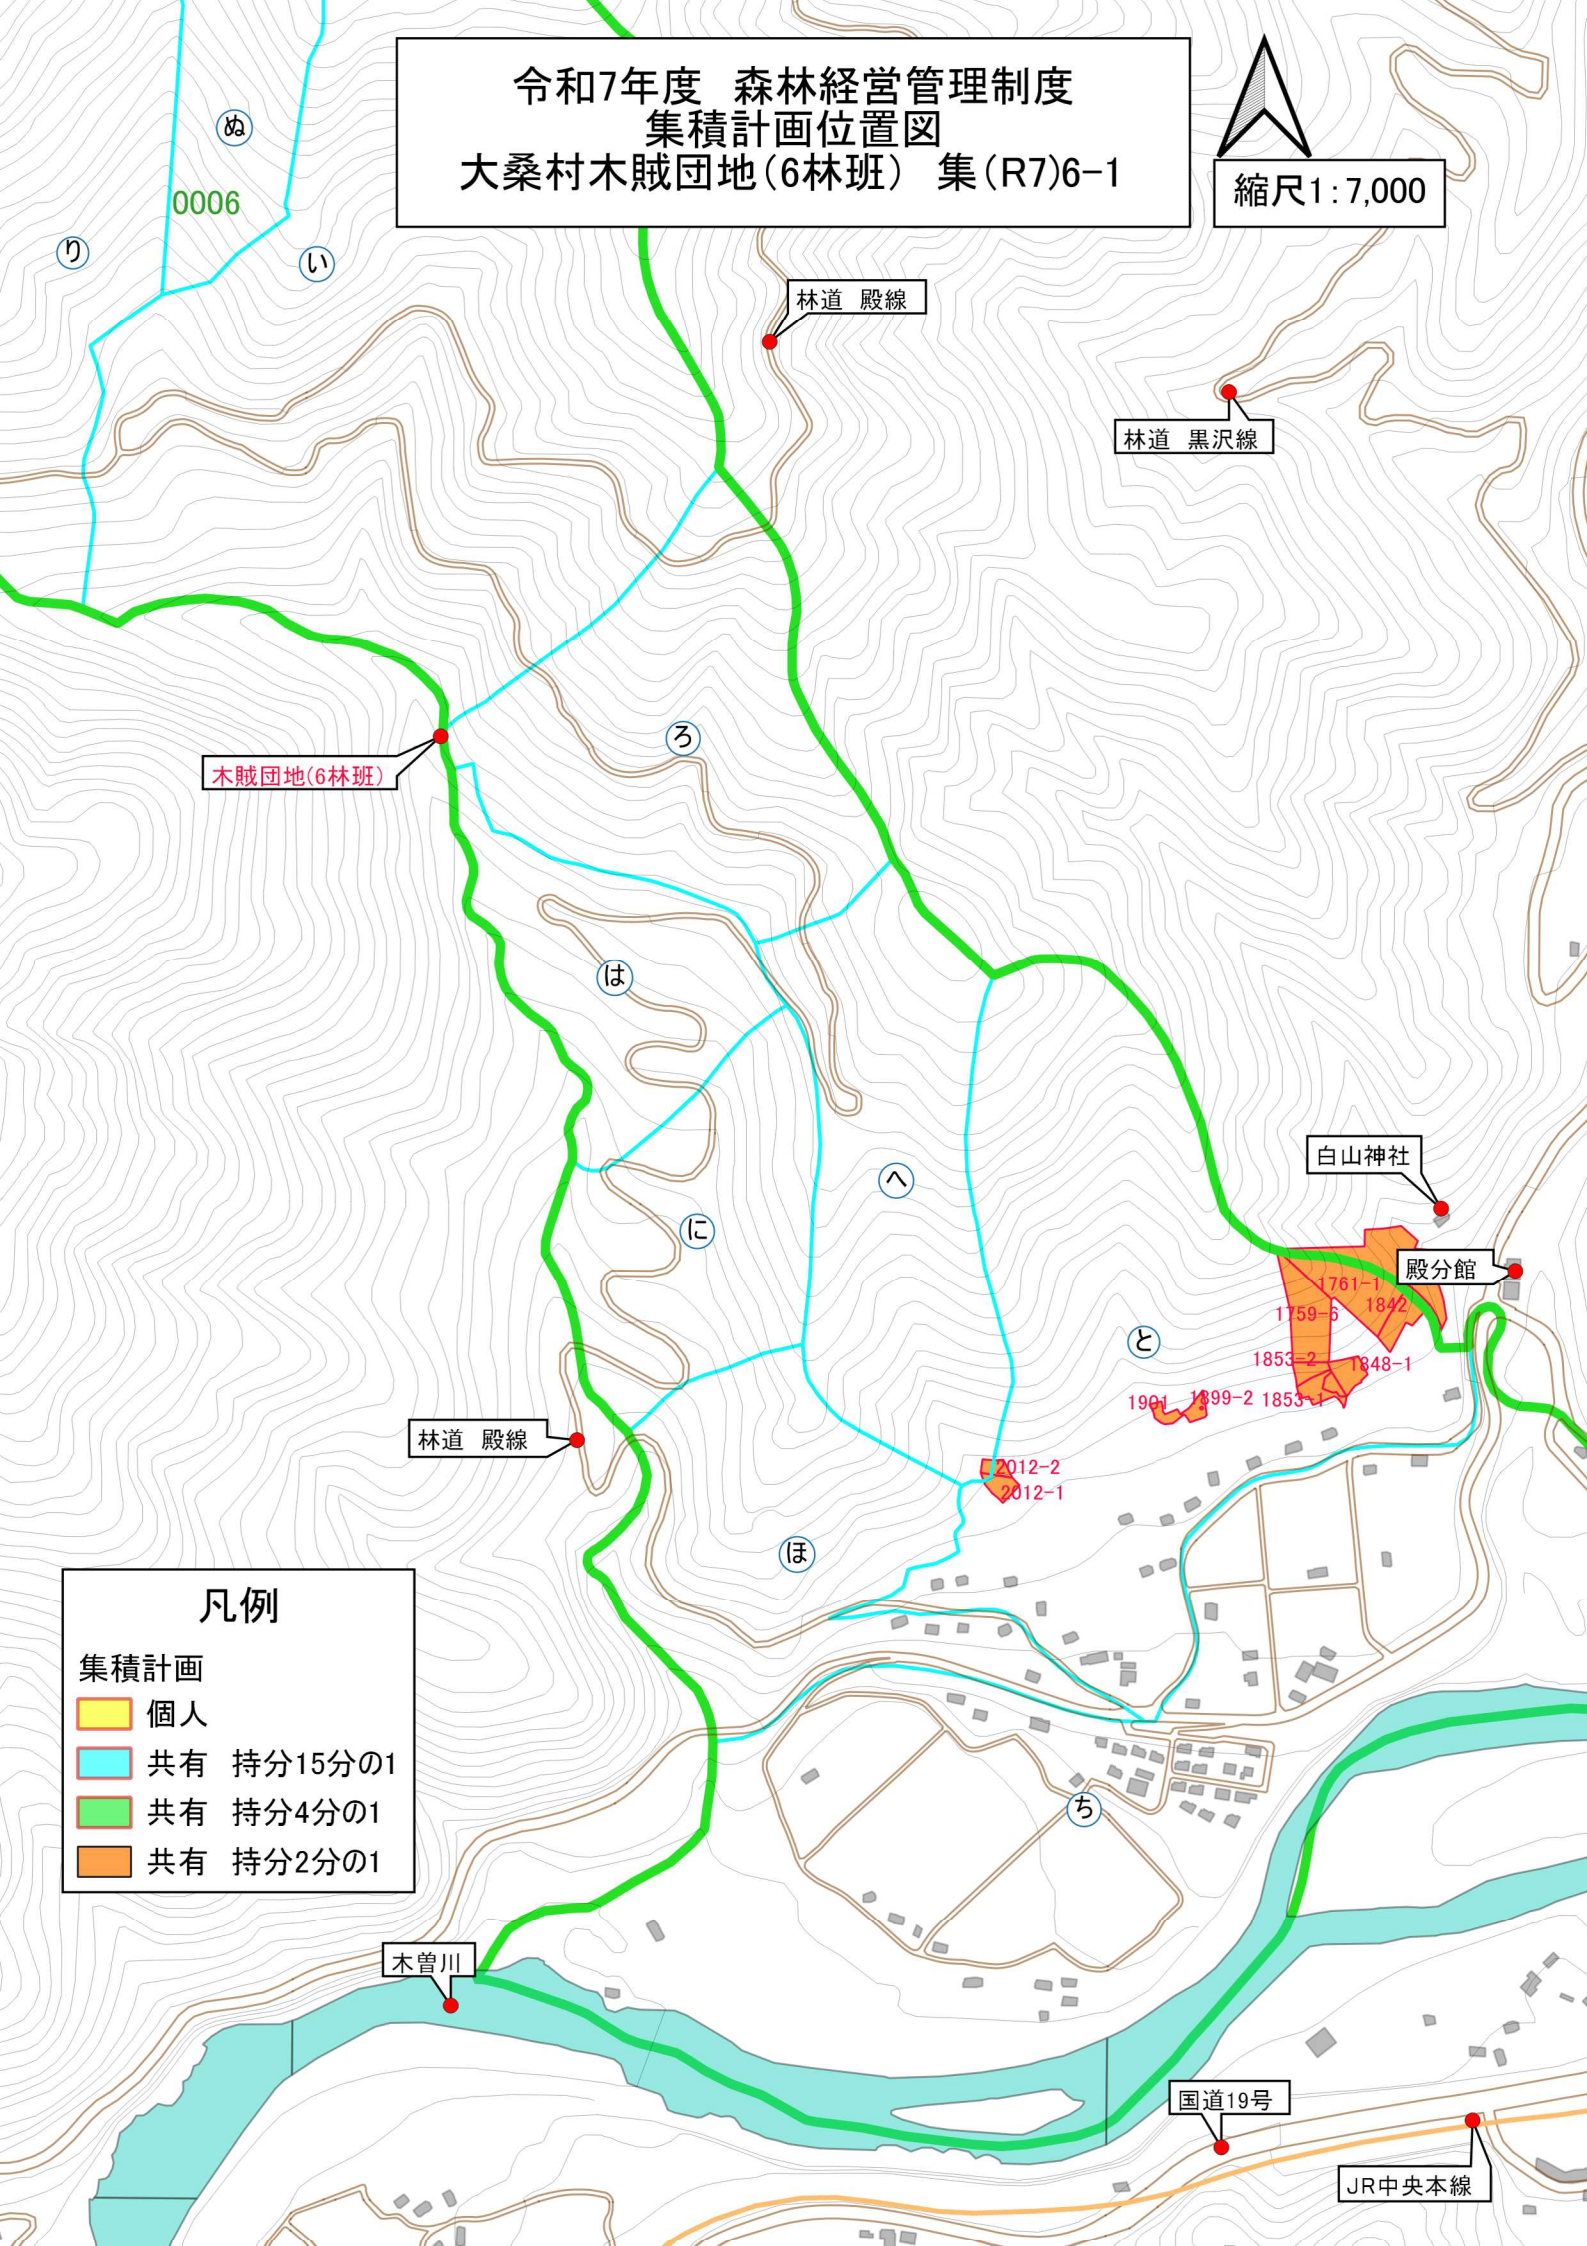 令和7年度　森林経営管理制度
集積計画位置図
大桑村木賊団地(6林班)　集(R7)6-1
縮尺1:7,000
ぬ
0006
り
い
林道　殿線
林道　黒沢線
ろ
木賊団地(6林班)
は
白山神社
へ
に
殿分館
1761-1
1842
1759-6
と
1853-2
1848-1
1901
1899-2
1853-1
林道　殿線
2012-2
2012-1
ほ
凡例
集積計画
個人
共有　持分15分の1
共有　持分4分の1
共有　持分2分の1
ち
木曽川
国道19号
JR中央本線